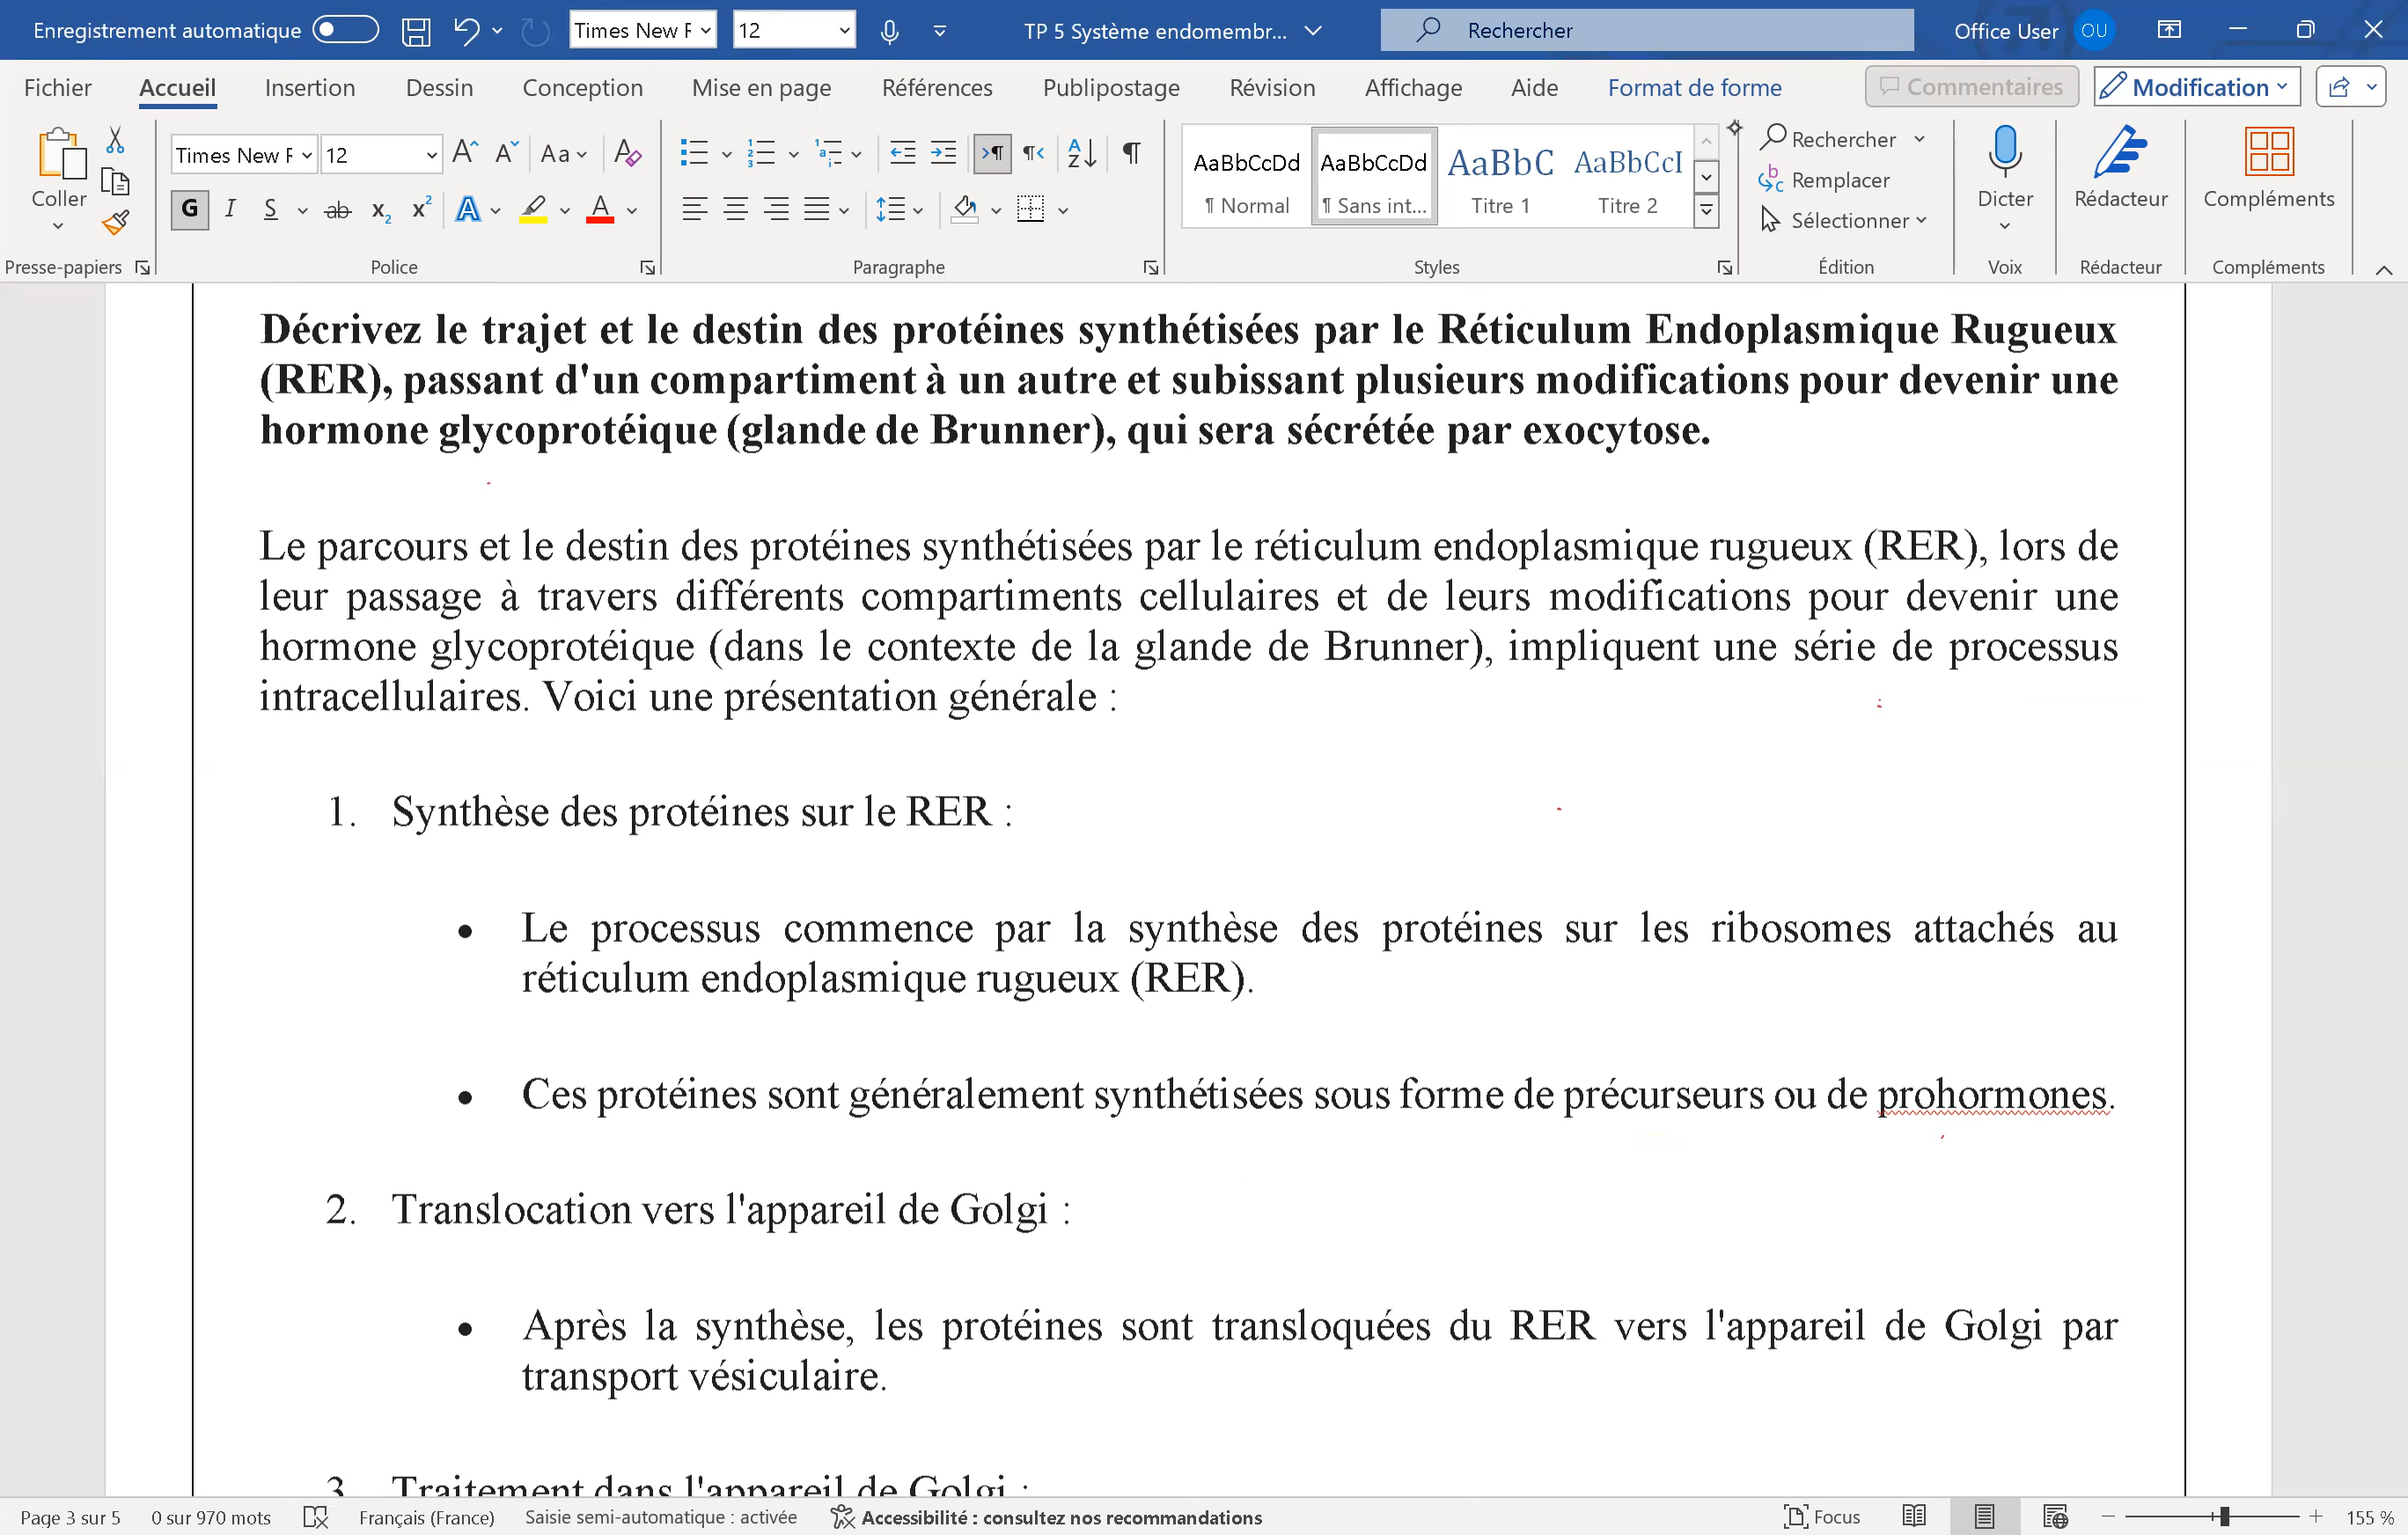 Enregistrement automatique
Times New F
12
TP 5 Système endomembr...
Rechercher
Office User
OU
Fichier Accueil Insertion Dessin Conception Mise en page Références Publipostage Révision Affichage Aide Format de forme
Commentaires
Modification
Coller
Times New F
12
Aa
G I S ab x₂ x²
AaBbCcDd
AaBbCcDd
AaBbC
AaBbCcI
¶ Normal
¶ Sans int...
Titre 1
Titre 2
Rechercher
Remplacer
Sélectionner
Dicter
Rédacteur
Compléments
Presse-papiers
Police
Paragraphe
Styles
Édition
Voix
Rédacteur
Compléments
Décrivez le trajet et le destin des protéines synthétisées par le Réticulum Endoplasmique Rugueux
(RER), passant d'un compartiment à un autre et subissant plusieurs modifications pour devenir une
hormone glycoprotéique (glande de Brunner), qui sera sécrétée par exocytose.
Le parcours et le destin des protéines synthétisées par le réticulum endoplasmique rugueux (RER), lors de
leur passage à travers différents compartiments cellulaires et de leurs modifications pour devenir une
hormone glycoprotéique (dans le contexte de la glande de Brunner), impliquent une série de processus
intracellulaires. Voici une présentation générale :
1. Synthèse des protéines sur le RER :
• Le processus commence par la synthèse des protéines sur les ribosomes attachés au
réticulum endoplasmique rugueux (RER).
• Ces protéines sont généralement synthétisées sous forme de précurseurs ou de prohormones.
2. Translocation vers l'appareil de Golgi :
• Après la synthèse, les protéines sont transloquées du RER vers l'appareil de Golgi par
transport vésiculaire.
3. Traitement dans l'appareil de Golgi :
Page 3 sur 5
0 sur 970 mots
Français (France)
Saisie semi-automatique : activée
Accessibilité : consultez nos recommandations
Focus
155 %